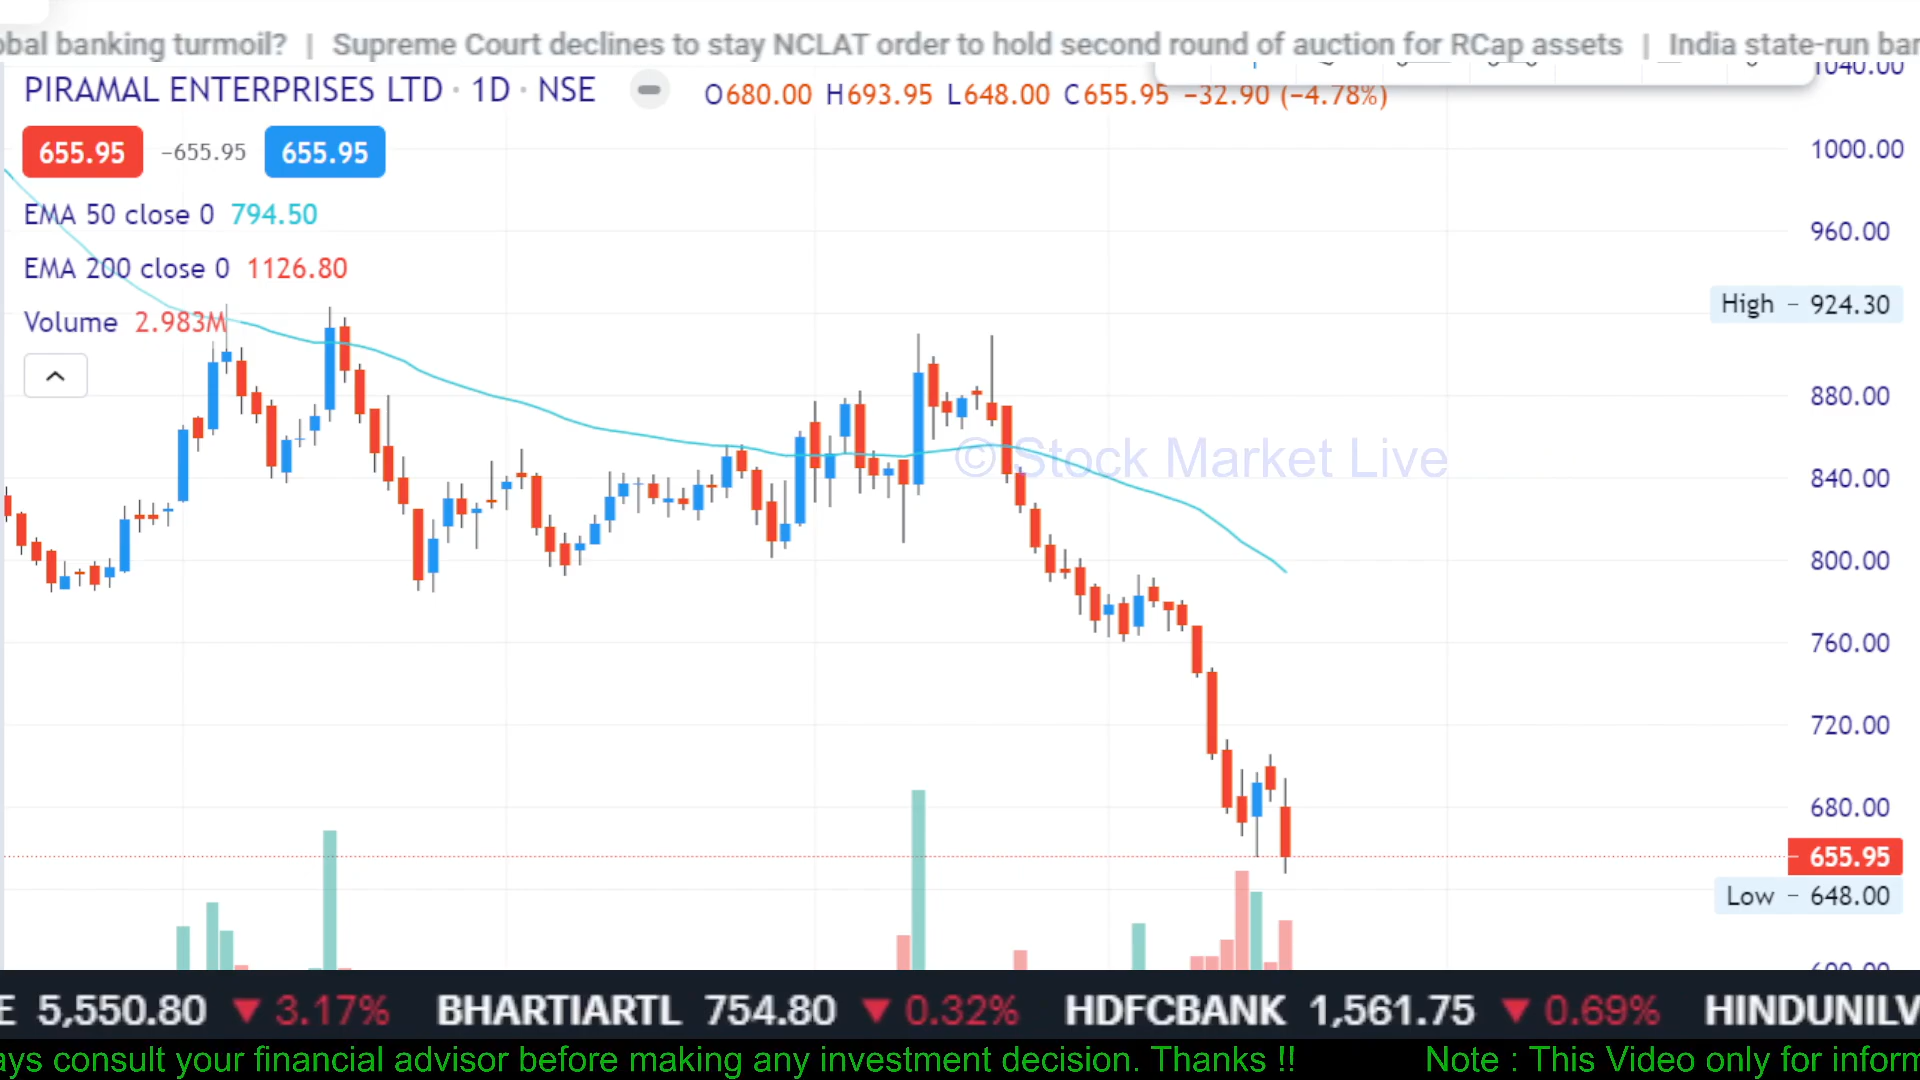 obal banking turmoil? | Supreme Court declines to stay NCLAT order to hold second round of auction for RCap assets | India state-run ban
PIRAMAL ENTERPRISES LTD · 1D · NSE O680.00 H693.95 L648.00 C655.95 −32.90 (−4.78%)
655.95 −655.95 655.95
EMA 50 close 0 794.50
EMA 200 close 0 1126.80
Volume 2.983M
1040.00
1000.00
960.00
High − 924.30
880.00
840.00
800.00
760.00
720.00
680.00
655.95
Low − 648.00
© Stock Market Live
E 5,550.80 ▼ 3.17% BHARTIARTL 754.80 ▼ 0.32% HDFCBANK 1,561.75 ▼ 0.69% HINDUNILV
ays consult your financial advisor before making any investment decision. Thanks !! Note : This Video only for inform